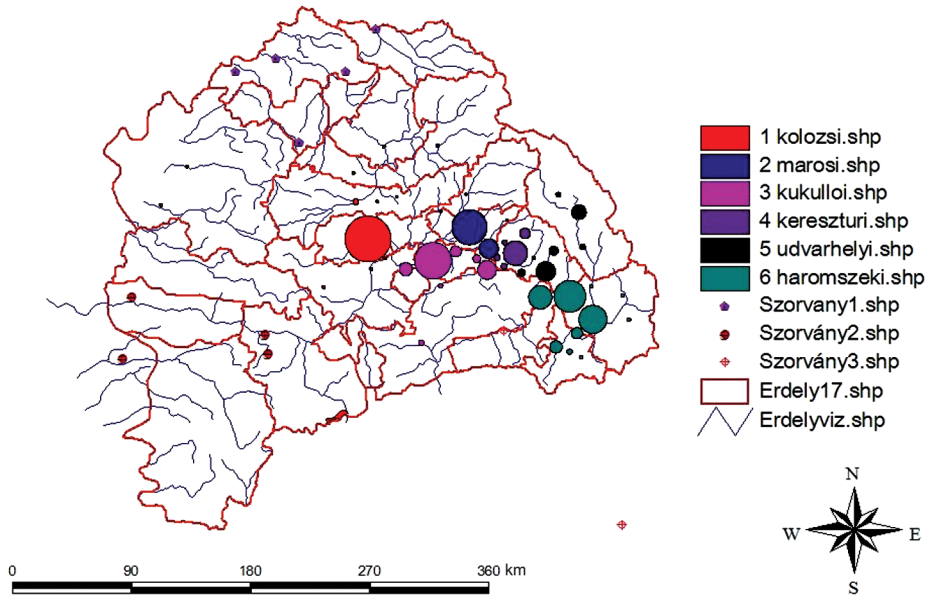 1 kolozsi.shp
2 marosi.shp
3 kukulloi.shp
4 kereszturi.shp
5 udvarhelyi.shp
6 haromszeki.shp
Szorvany1.shp
Szorvány2.shp
Szorvány3.shp
Erdely17.shp
Erdelyviz.shp
N
W E
S
0 90 180 270 360 km